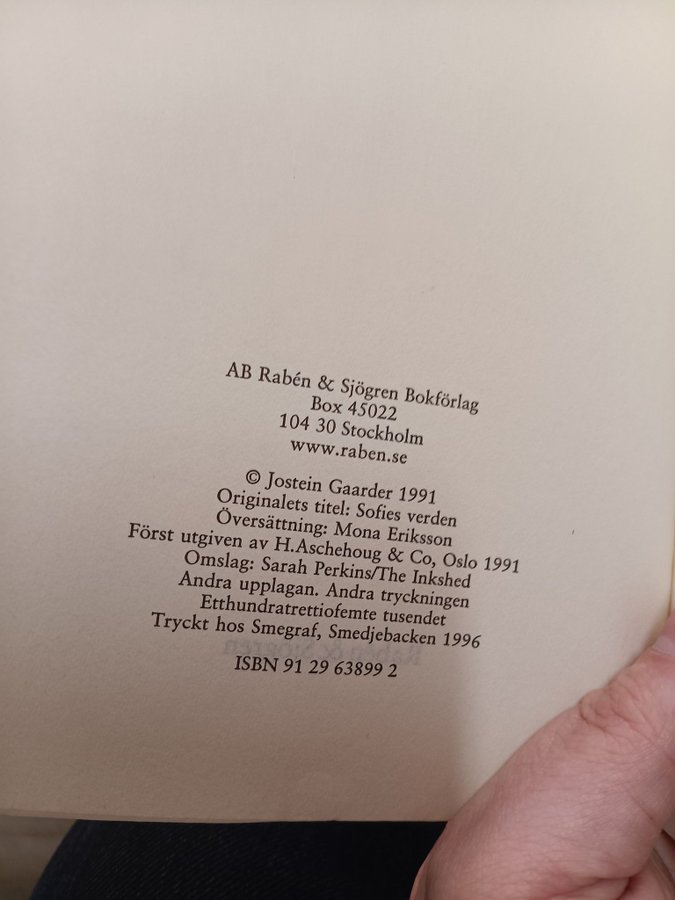 AB Rabén & Sjögren Bokförlag
Box 45022
104 30 Stockholm
www.raben.se
© Jostein Gaarder 1991
Originalets titel: Sofies verden
Översättning: Mona Eriksson
Först utgiven av H.Aschehoug & Co, Oslo 1991
Omslag: Sarah Perkins/The Inkshed
Andra upplagan. Andra tryckningen
Etthundratrettiofemte tusendet
Tryckt hos Smegraf, Smedjebacken 1996
ISBN 91 29 63899 2